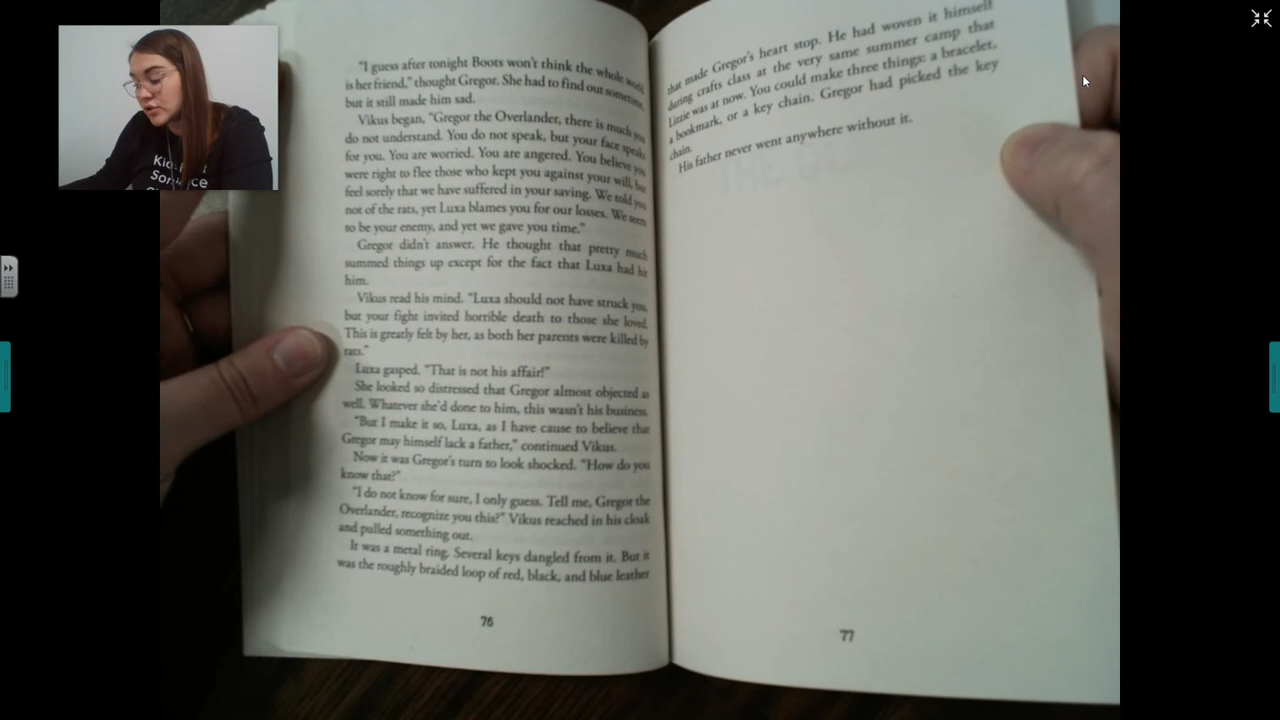 "I guess after tonight Boots won't think the whole world
is her friend," thought Gregor. She had to find out sometime,
but it still made him sad.
Vikus began, "Gregor the Overlander, there is much you
do not understand. You do not speak, but your face speaks
for you. You are worried. You are angered. You believe you
were right to flee those who kept you against your will, but
feel sorely that we have suffered in your saving. We told you
not of the rats, yet Luxa blames you for our losses. We seem
to be your enemy, and yet we gave you time."
Gregor didn't answer. He thought that pretty much
summed things up except for the fact that Luxa had hit
him.
Vikus read his mind. "Luxa should not have struck you,
but your fight invited horrible death to those she loved.
This is greatly felt by her, as both her parents were killed by
rats."
Luxa gasped. "That is not his affair!"
She looked so distressed that Gregor almost objected as
well. Whatever she'd done to him, this wasn't his business.
"But I make it so, Luxa, as I have cause to believe that
Gregor may himself lack a father," continued Vikus.
Now it was Gregor's turn to look shocked. "How do you
know that?"
"I do not know for sure, I only guess. Tell me, Gregor the
Overlander, recognize you this?" Vikus reached in his cloak
and pulled something out.
It was a metal ring. Several keys dangled from it. But it
was the roughly braided loop of red, black, and blue leather
76
that made Gregor's heart stop. He had woven it himself
during crafts class at the very same summer camp that
Lizzie was at now. You could make three things: a bracelet,
a bookmark, or a key chain. Gregor had picked the key
chain.
His father never went anywhere without it.
77